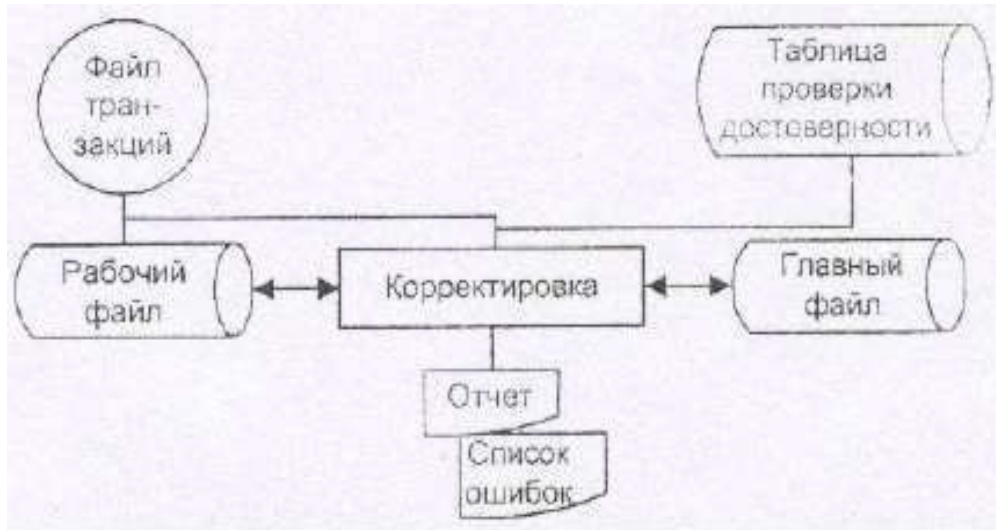 Файл
тран-
закций
Таблица
проверки
достоверности
Рабочий
файл
Корректировка
Главный
файл
Отчет
Список
ошибок